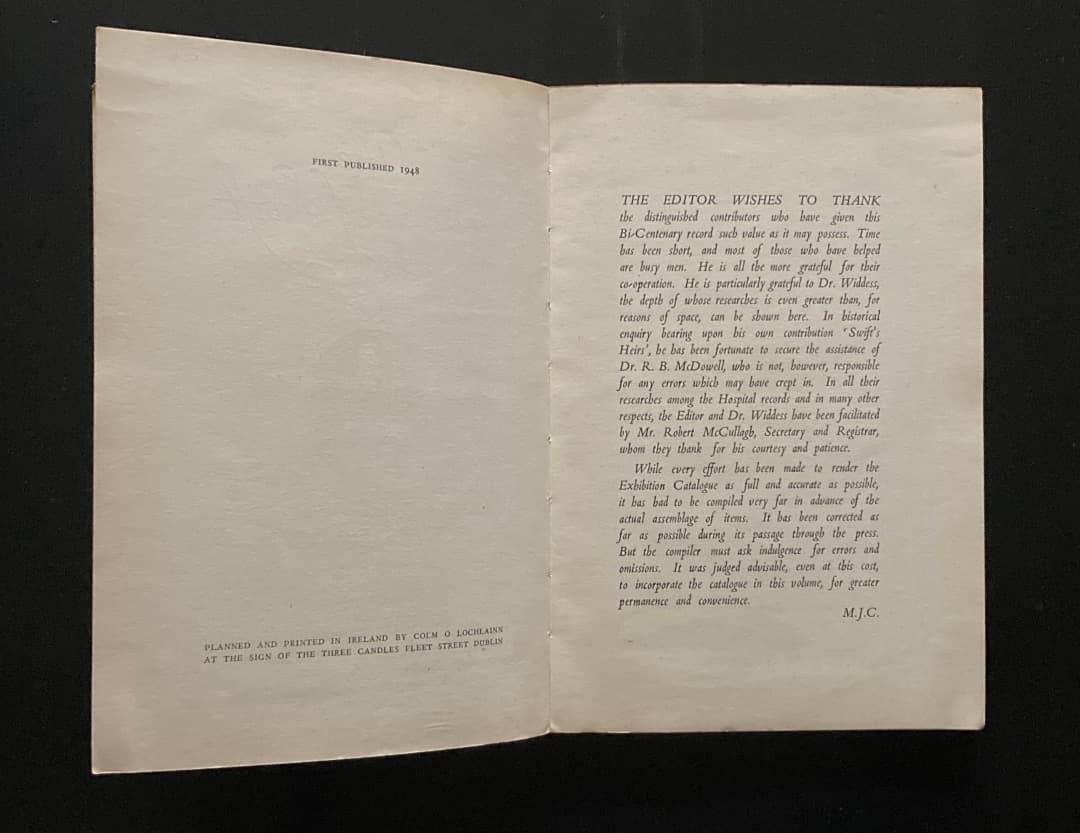 FIRST PUBLISHED 1948
PLANNED AND PRINTED IN IRELAND BY COLM O LOCHLAINN
AT THE SIGN OF THE THREE CANDLES FLEET STREET DUBLIN
THE EDITOR WISHES TO THANK
the distinguished contributors who have given this
Bi-Centenary record such value as it may possess. Time
has been short, and most of those who have helped
are busy men. He is all the more grateful for their
co-operation. He is particularly grateful to Dr. Widdess,
the depth of whose researches is even greater than, for
reasons of space, can be shown here. In historical
enquiry bearing upon his own contribution ‘Swift's
Heirs’, he has been fortunate to secure the assistance of
Dr. R. B. McDowell, who is not, however, responsible
for any errors which may have crept in. In all their
researches among the Hospital records and in many other
respects, the Editor and Dr. Widdess have been facilitated
by Mr. Robert McCullagh, Secretary and Registrar,
whom they thank for his courtesy and patience.
While every effort has been made to render the
Exhibition Catalogue as full and accurate as possible,
it has had to be compiled very far in advance of the
actual assemblage of items. It has been corrected as
far as possible during its passage through the press.
But the compiler must ask indulgence for errors and
omissions. It was judged advisable, even at this cost,
to incorporate the catalogue in this volume, for greater
permanence and convenience.
M.J.C.